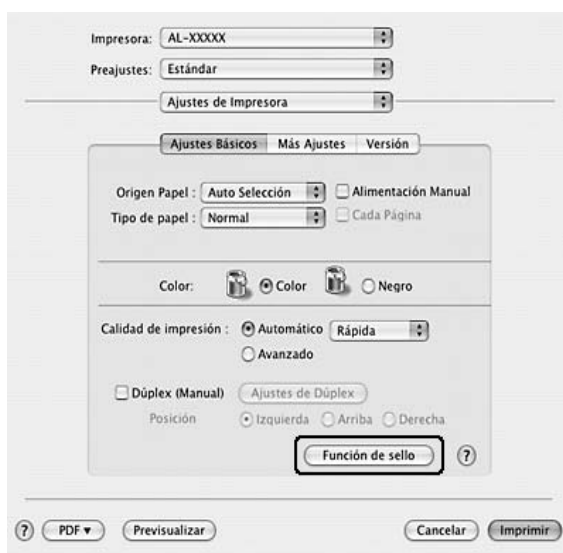 Impresora: AL-XXXXX
Preajustes: Estándar
Ajustes de Impresora
Ajustes Básicos Más Ajustes Versión
Origen Papel : Auto Selección Alimentación Manual
Tipo de papel : Normal Cada Página
Color: Color Negro
Calidad de impresión : Automático Rápida
Avanzado
Dúplex (Manual) Ajustes de Dúplex
Posición Izquierda Arriba Derecha
Función de sello ?
? PDF ▼ Previsualizar Cancelar Imprimir